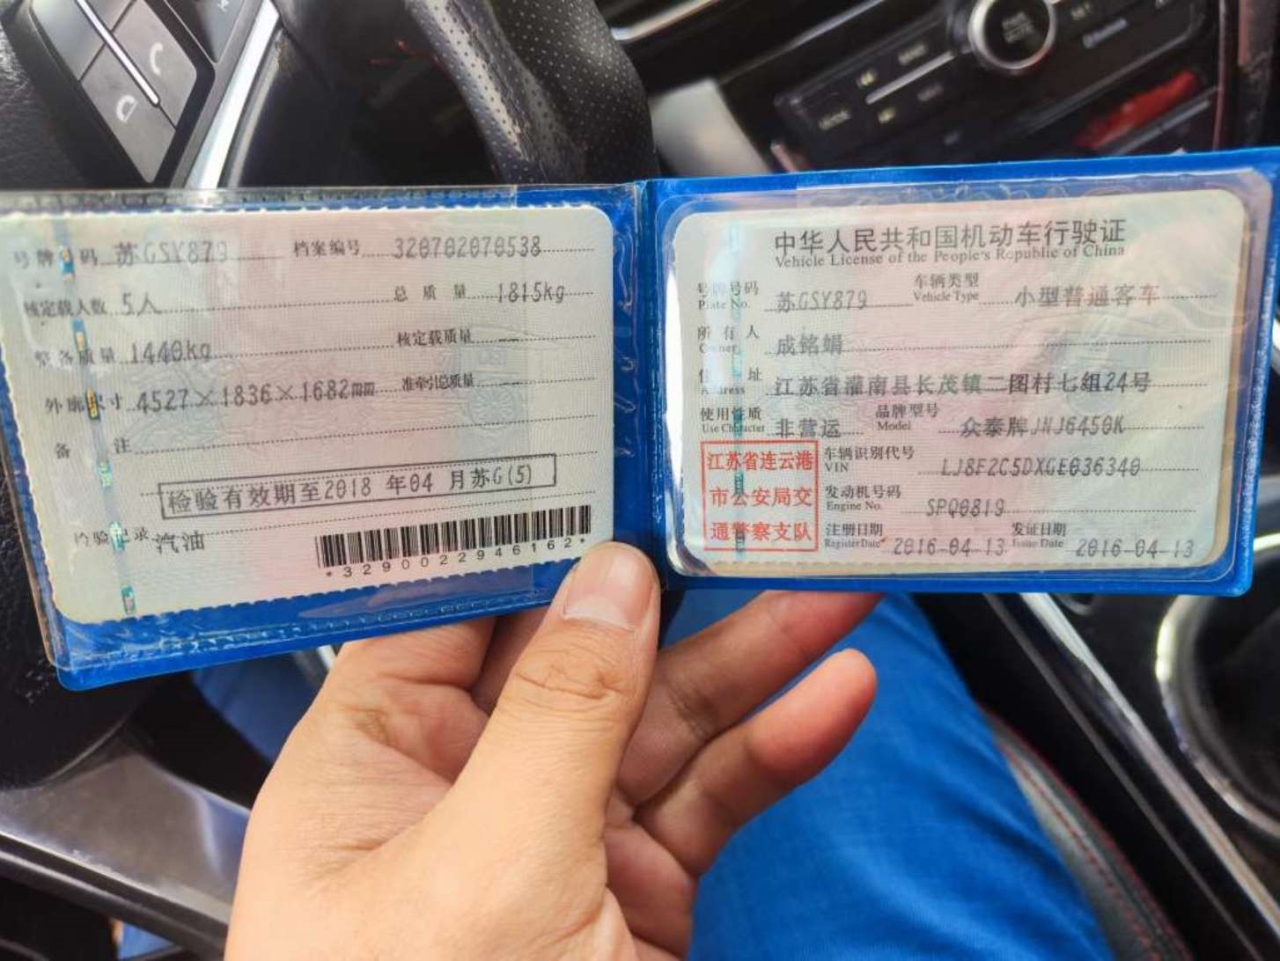 号牌号码 苏GSY879 档案编号 320702070538
核定载人数 5人 总质量 1815kg
整备质量 1440kg 核定载质量 --
外廓尺寸 4527×1836×1682mm 准牵引总质量 --
备注
检验有效期至2018年04月苏G(5)
检验记录 汽油
*3290022946162*
中华人民共和国机动车行驶证
Vehicle License of the People's Republic of China
号牌号码 苏GSY879 车辆类型 小型普通客车
Plate No. Vehicle Type
所有人 成铭娟
Owner
住址 江苏省灌南县长茂镇二图村七组24号
Address
使用性质 非营运 品牌型号 众泰牌JNJ6450K
Use Character Model
江苏省连云港
市公安局交
通警察支队
车辆识别代号 LJ8F2C5DXGE036340
VIN
发动机号码 SPQ0819
Engine No.
注册日期 2016-04-13 发证日期 2016-04-13
Register Date Issue Date